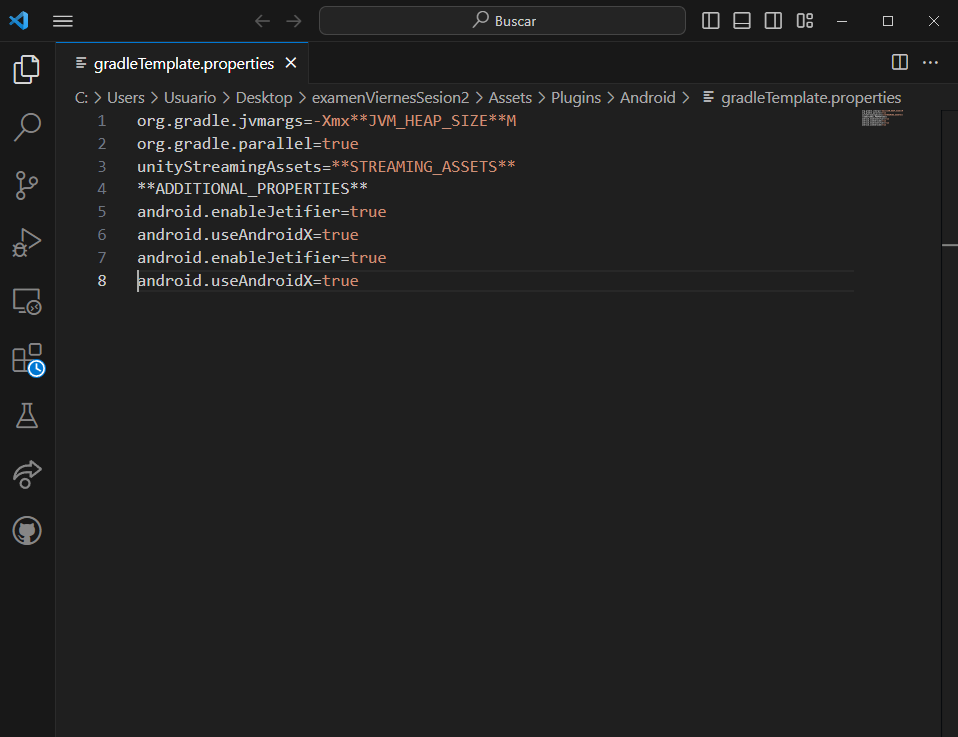 Buscar
gradleTemplate.properties
C: > Users > Usuario > Desktop > examenViernesSesion2 > Assets > Plugins > Android > gradleTemplate.properties
1 org.gradle.jvmargs=-Xmx**JVM_HEAP_SIZE**M
2 org.gradle.parallel=true
3 unityStreamingAssets=**STREAMING_ASSETS**
4 **ADDITIONAL_PROPERTIES**
5 android.enableJetifier=true
6 android.useAndroidX=true
7 android.enableJetifier=true
8 android.useAndroidX=true